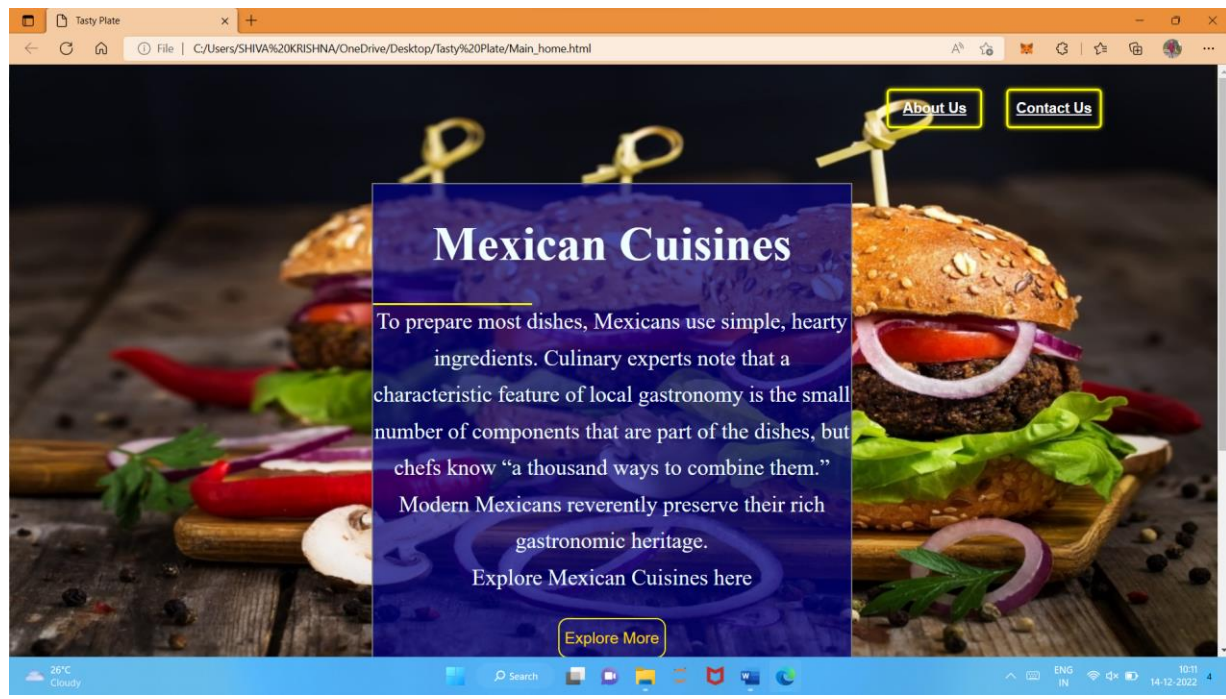 Tasty Plate
File | C:/Users/SHIVA%20KRISHNA/OneDrive/Desktop/Tasty%20Plate/Main_home.html
About Us
Contact Us
Mexican Cuisines
To prepare most dishes, Mexicans use simple, hearty
ingredients. Culinary experts note that a
characteristic feature of local gastronomy is the small
number of components that are part of the dishes, but
chefs know “a thousand ways to combine them.”
Modern Mexicans reverently preserve their rich
gastronomic heritage.
Explore Mexican Cuisines here
Explore More
26°C
Cloudy
Search
ENG
IN
10:11
14-12-2022
4